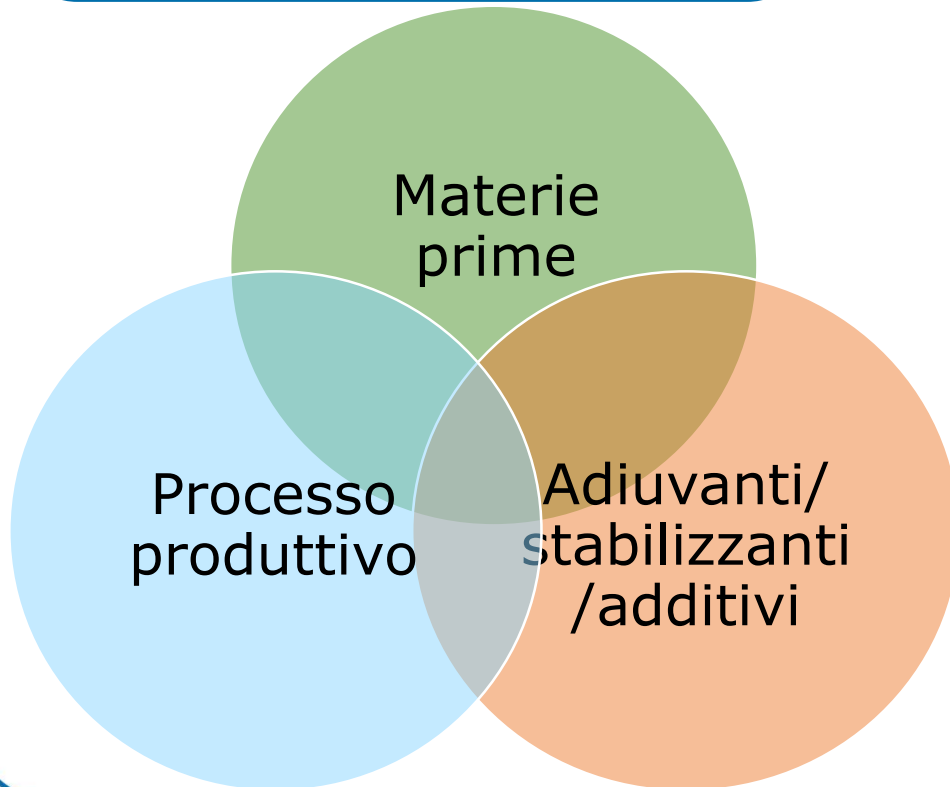 Materie
prime
Processo
produttivo
Adiuvanti/
stabilizzanti
/additivi